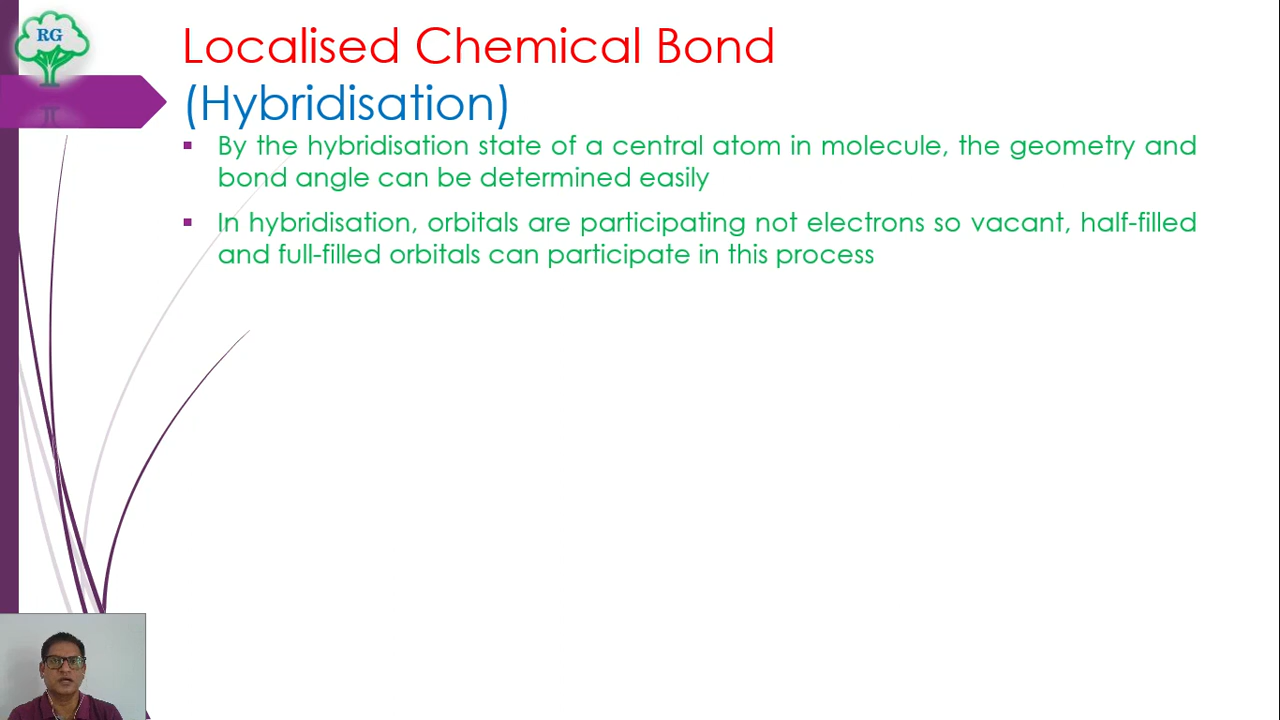 RG
Localised Chemical Bond
(Hybridisation)
By the hybridisation state of a central atom in molecule, the geometry and
bond angle can be determined easily
In hybridisation, orbitals are participating not electrons so vacant, half-filled
and full-filled orbitals can participate in this process